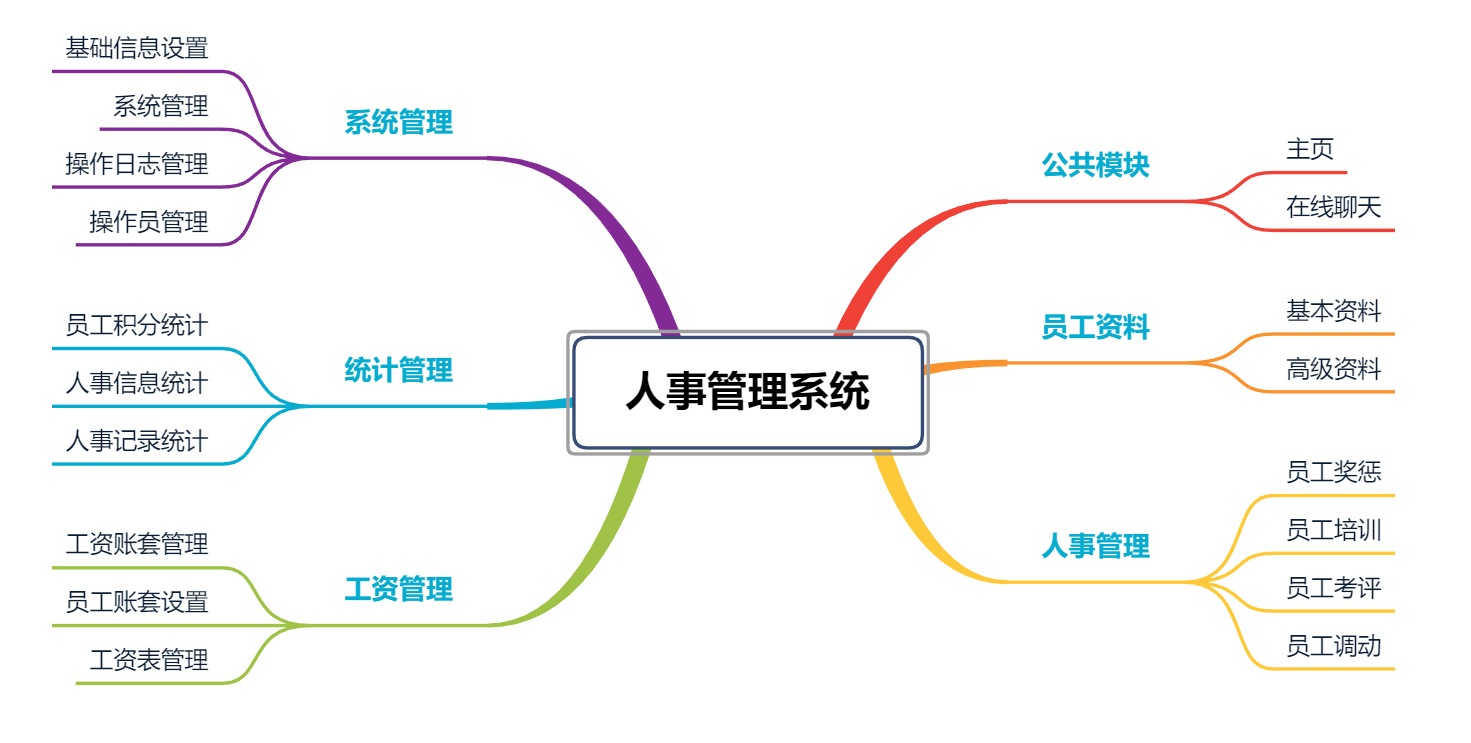 人事管理系统
公共模块
主页
在线聊天
员工资料
基本资料
高级资料
人事管理
员工奖惩
员工培训
员工考评
员工调动
系统管理
基础信息设置
系统管理
操作日志管理
操作员管理
统计管理
员工积分统计
人事信息统计
人事记录统计
工资管理
工资账套管理
员工账套设置
工资表管理